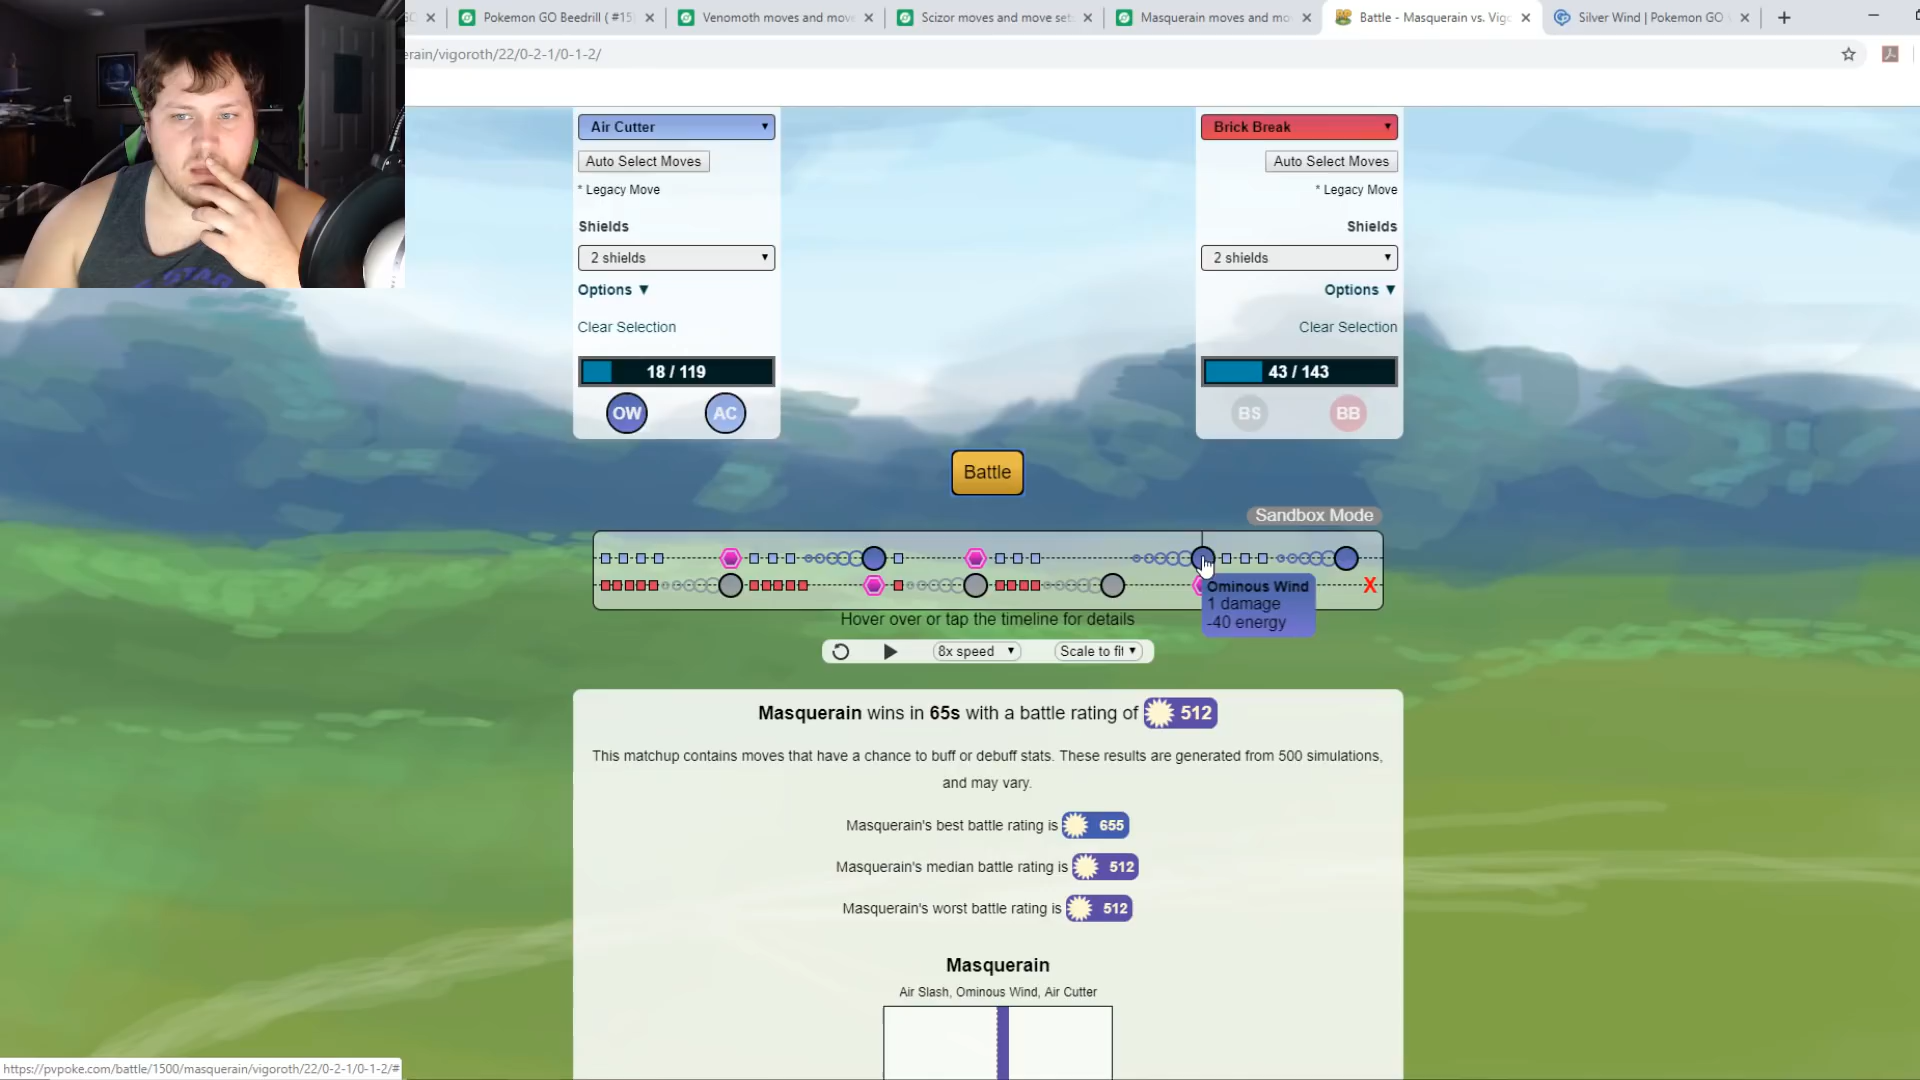 Pokemon GO Beedrill ( #15
Venomoth moves and mov
Scizor moves and move set
Masquerain moves and mo
Battle - Masquerain vs. Vigo
Silver Wind | Pokemon GO
erain/vigoroth/22/0-2-1/0-1-2/
Air Cutter
Auto Select Moves
* Legacy Move
Shields
2 shields
Options ▼
Clear Selection
18 / 119
OW
AC
Brick Break
Auto Select Moves
* Legacy Move
Shields
2 shields
Options ▼
Clear Selection
43 / 143
BS
BB
Battle
Sandbox Mode
X
Ominous Wind
1 damage
-40 energy
Hover over or tap the timeline for details
8x speed
Scale to fit
Masquerain wins in 65s with a battle rating of 512
This matchup contains moves that have a chance to buff or debuff stats. These results are generated from 500 simulations,
and may vary.
Masquerain's best battle rating is 655
Masquerain's median battle rating is 512
Masquerain's worst battle rating is 512
Masquerain
Air Slash, Ominous Wind, Air Cutter
https://pvpoke.com/battle/1500/masquerain/vigoroth/22/0-2-1/0-1-2/#